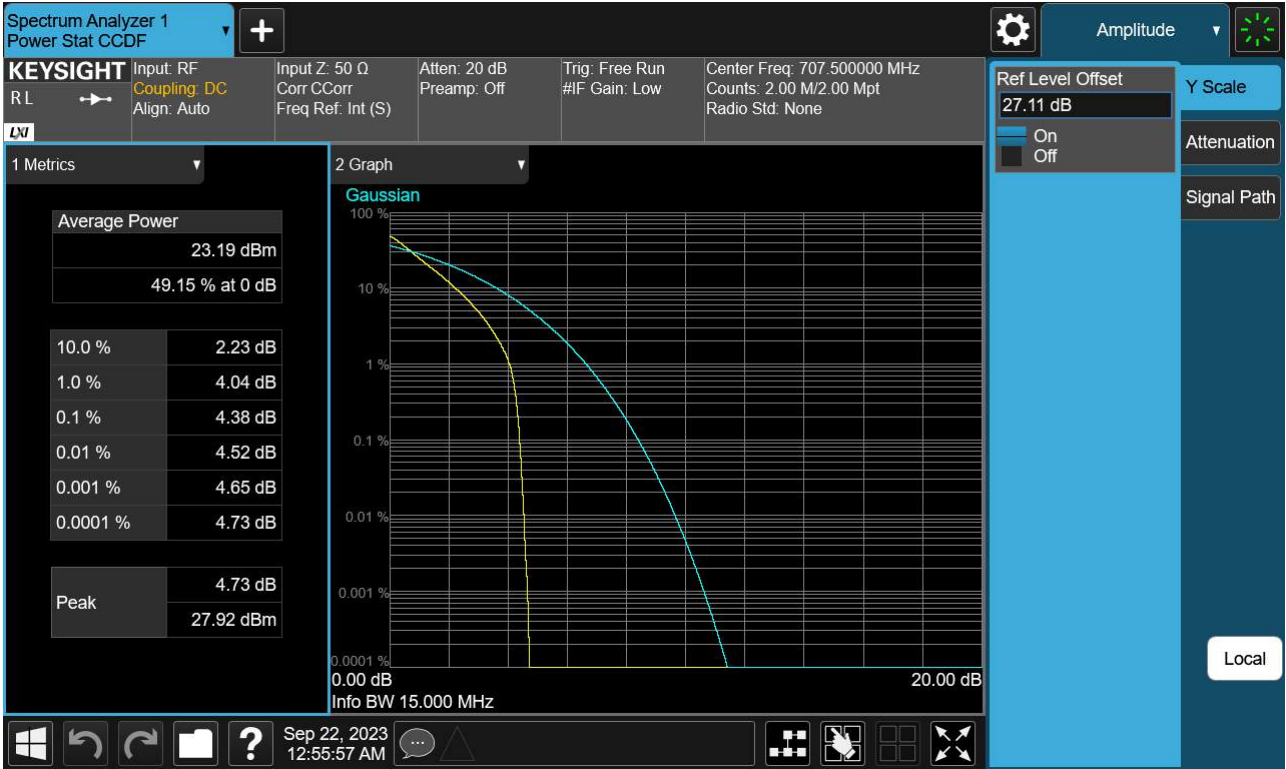 Spectrum Analyzer 1
Power Stat CCDF
Amplitude
KEYSIGHT
R L
LXI
Input: RF
Coupling: DC
Align: Auto
Input Z: 50 Ω
Corr CCorr
Freq Ref: Int (S)
Atten: 20 dB
Preamp: Off
Trig: Free Run
#IF Gain: Low
Center Freq: 707.500000 MHz
Counts: 2.00 M/2.00 Mpt
Radio Std: None
Ref Level Offset
27.11 dB
On
Off
Y Scale
Attenuation
Signal Path
1 Metrics
Average Power
23.19 dBm
49.15 % at 0 dB
10.0 % 2.23 dB
1.0 % 4.04 dB
0.1 % 4.38 dB
0.01 % 4.52 dB
0.001 % 4.65 dB
0.0001 % 4.73 dB
Peak
4.73 dB
27.92 dBm
2 Graph
Gaussian
100 %
10 %
1 %
0.1 %
0.01 %
0.001 %
0.0001 %
0.00 dB 20.00 dB
Info BW 15.000 MHz
Local
?
Sep 22, 2023
12:55:57 AM